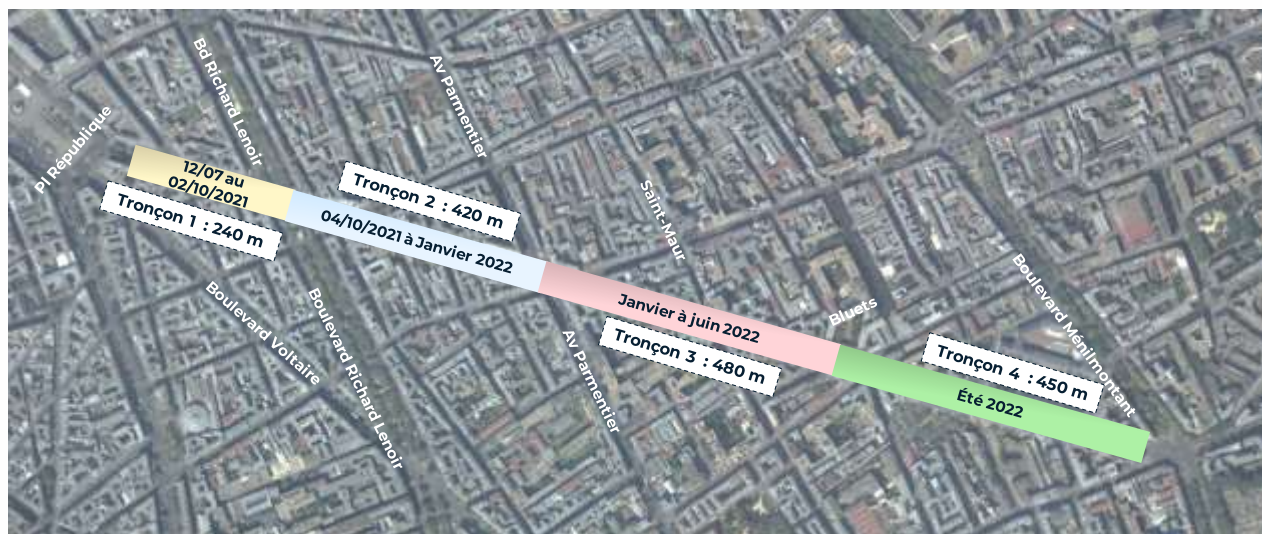 Pl République
Bd Richard Lenoir
Av Parmentier
12/07 au
02/10/2021
Tronçon 1 : 240 m
Tronçon 2 : 420 m
04/10/2021 à Janvier 2022
Saint-Maur
Boulevard Voltaire
Boulevard Richard Lenoir
Av Parmentier
Janvier à juin 2022
Tronçon 3 : 480 m
Bluets
Boulevard Ménilmontant
Tronçon 4 : 450 m
Été 2022